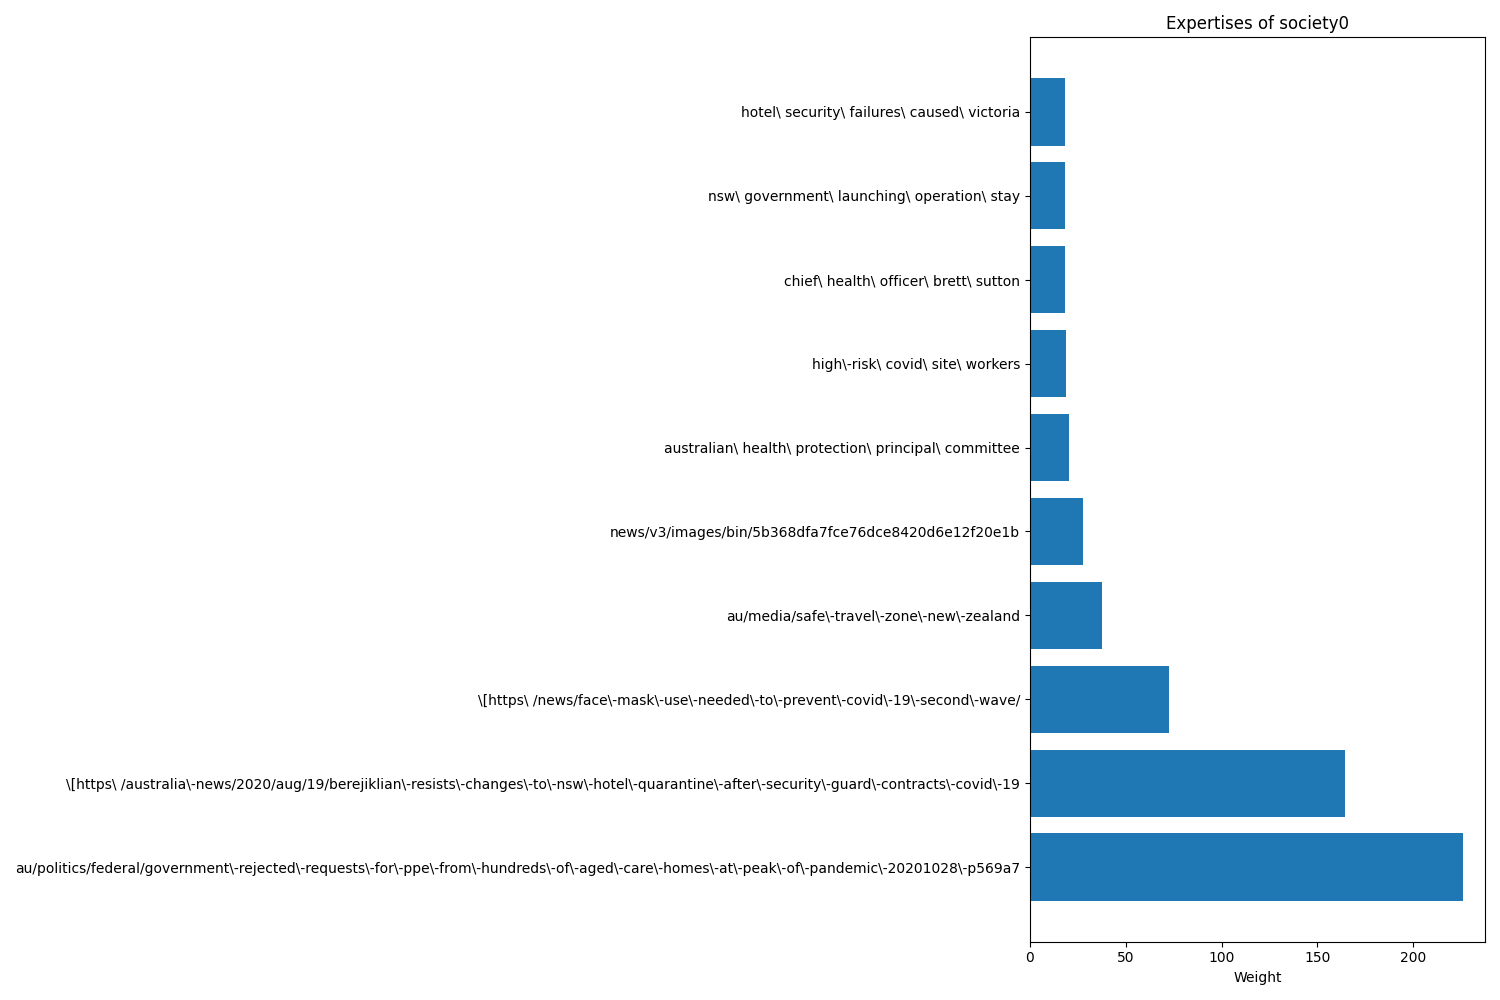 Expertises of society0
hotel\ security\ failures\ caused\ victoria
nsw\ government\ launching\ operation\ stay
chief\ health\ officer\ brett\ sutton
high\-risk\ covid\ site\ workers
australian\ health\ protection\ principal\ committee
news/v3/images/bin/5b368dfa7fce76dce8420d6e12f20e1b
au/media/safe\-travel\-zone\-new\-zealand
\[https\ /news/face\-mask\-use\-needed\-to\-prevent\-covid\-19\-second\-wave/
\[https\ /australia\-news/2020/aug/19/berejiklian\-resists\-changes\-to\-nsw\-hotel\-quarantine\-after\-security\-guard\-contracts\-covid\-19
au/politics/federal/government\-rejected\-requests\-for\-ppe\-from\-hundreds\-of\-aged\-care\-homes\-at\-peak\-of\-pandemic\-20201028\-p569a7
0 50 100 150 200
Weight